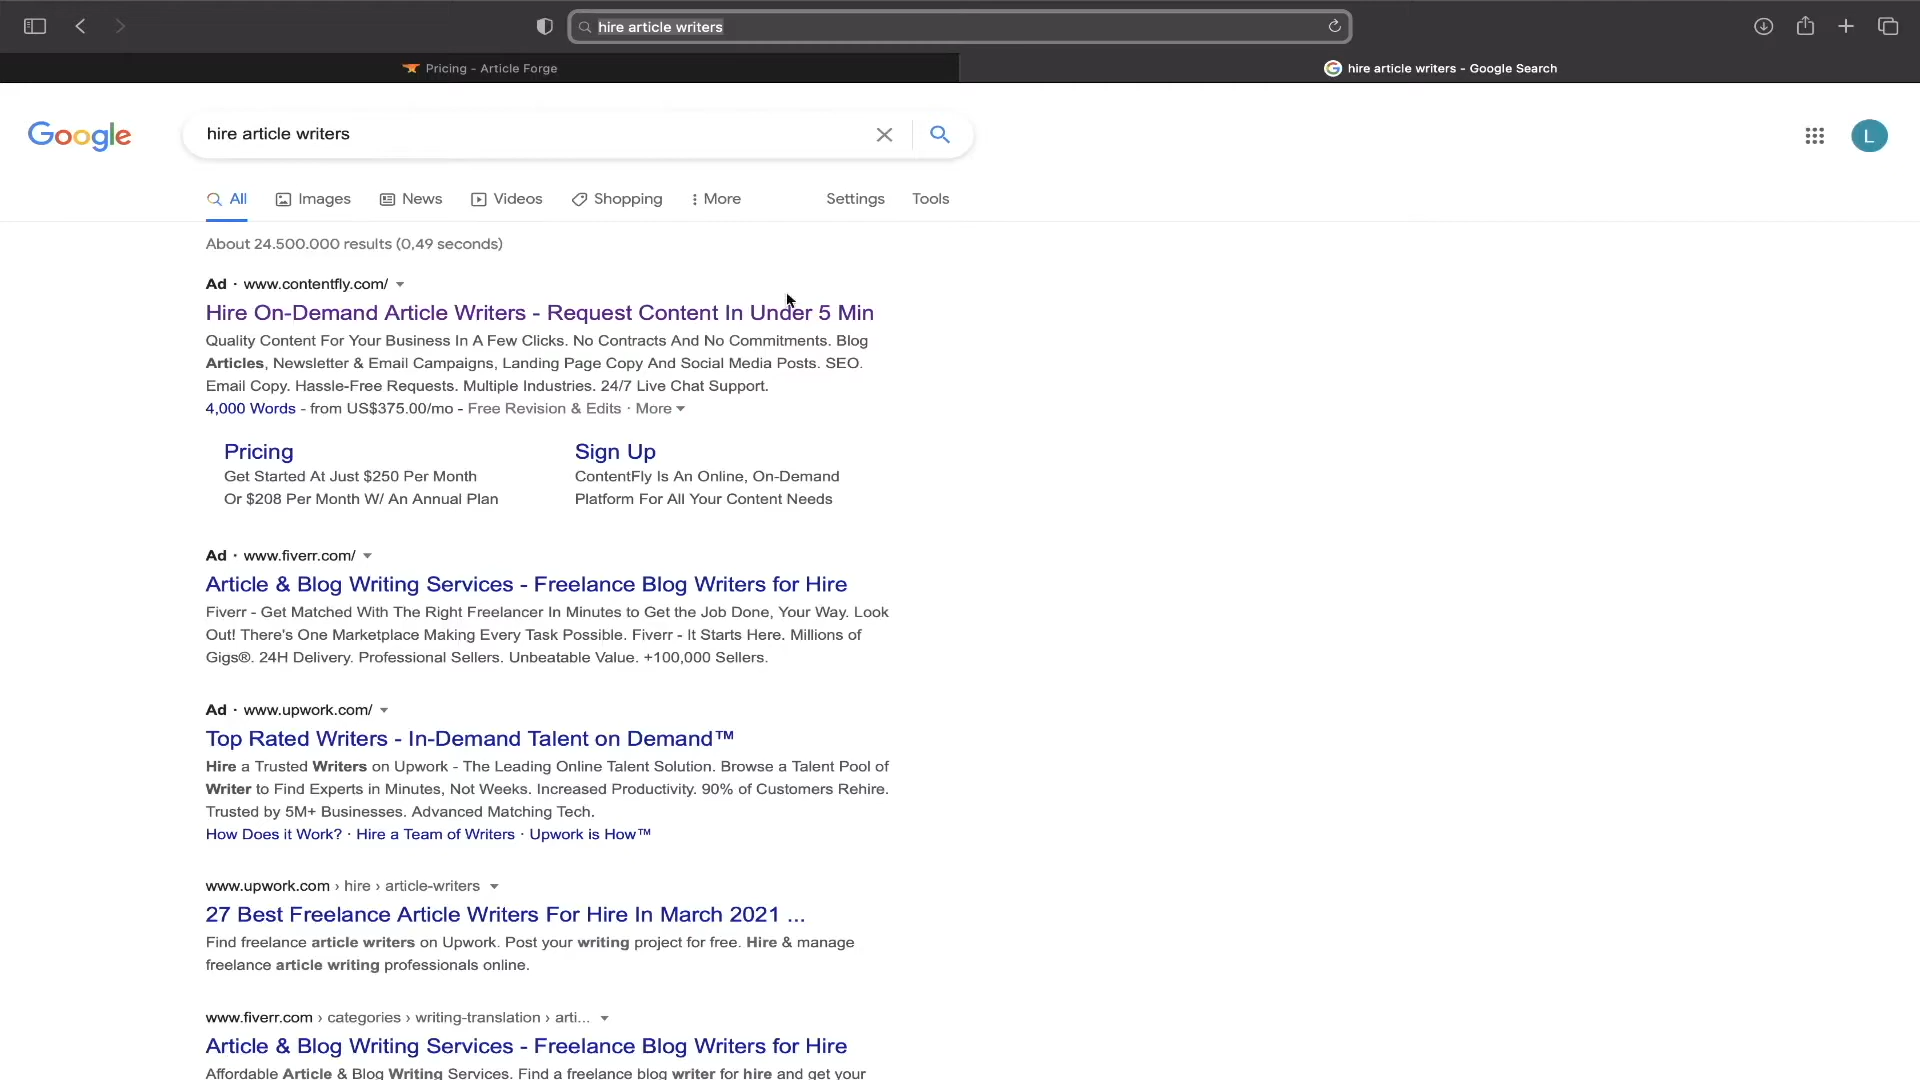 hire article writers
Pricing - Article Forge
hire article writers - Google Search
Google
hire article writers
L
All
Images
News
Videos
Shopping
More
Settings
Tools
About 24.500.000 results (0,49 seconds)
Ad · www.contentfly.com/
Hire On-Demand Article Writers - Request Content In Under 5 Min
Quality Content For Your Business In A Few Clicks. No Contracts And No Commitments. Blog
Articles, Newsletter & Email Campaigns, Landing Page Copy And Social Media Posts. SEO.
Email Copy. Hassle-Free Requests. Multiple Industries. 24/7 Live Chat Support.
4,000 Words - from US$375.00/mo - Free Revision & Edits · More
Pricing
Get Started At Just $250 Per Month
Or $208 Per Month W/ An Annual Plan
Sign Up
ContentFly Is An Online, On-Demand
Platform For All Your Content Needs
Ad · www.fiverr.com/
Article & Blog Writing Services - Freelance Blog Writers for Hire
Fiverr - Get Matched With The Right Freelancer In Minutes to Get the Job Done, Your Way. Look
Out! There's One Marketplace Making Every Task Possible. Fiverr - It Starts Here. Millions of
Gigs®. 24H Delivery. Professional Sellers. Unbeatable Value. +100,000 Sellers.
Ad · www.upwork.com/
Top Rated Writers - In-Demand Talent on Demand™
Hire a Trusted Writers on Upwork - The Leading Online Talent Solution. Browse a Talent Pool of
Writer to Find Experts in Minutes, Not Weeks. Increased Productivity. 90% of Customers Rehire.
Trusted by 5M+ Businesses. Advanced Matching Tech.
How Does it Work? · Hire a Team of Writers · Upwork is How™
www.upwork.com › hire › article-writers
27 Best Freelance Article Writers For Hire In March 2021 ...
Find freelance article writers on Upwork. Post your writing project for free. Hire & manage
freelance article writing professionals online.
www.fiverr.com › categories › writing-translation › arti...
Article & Blog Writing Services - Freelance Blog Writers for Hire
Affordable Article & Blog Writing Services. Find a freelance blog writer for hire and get your